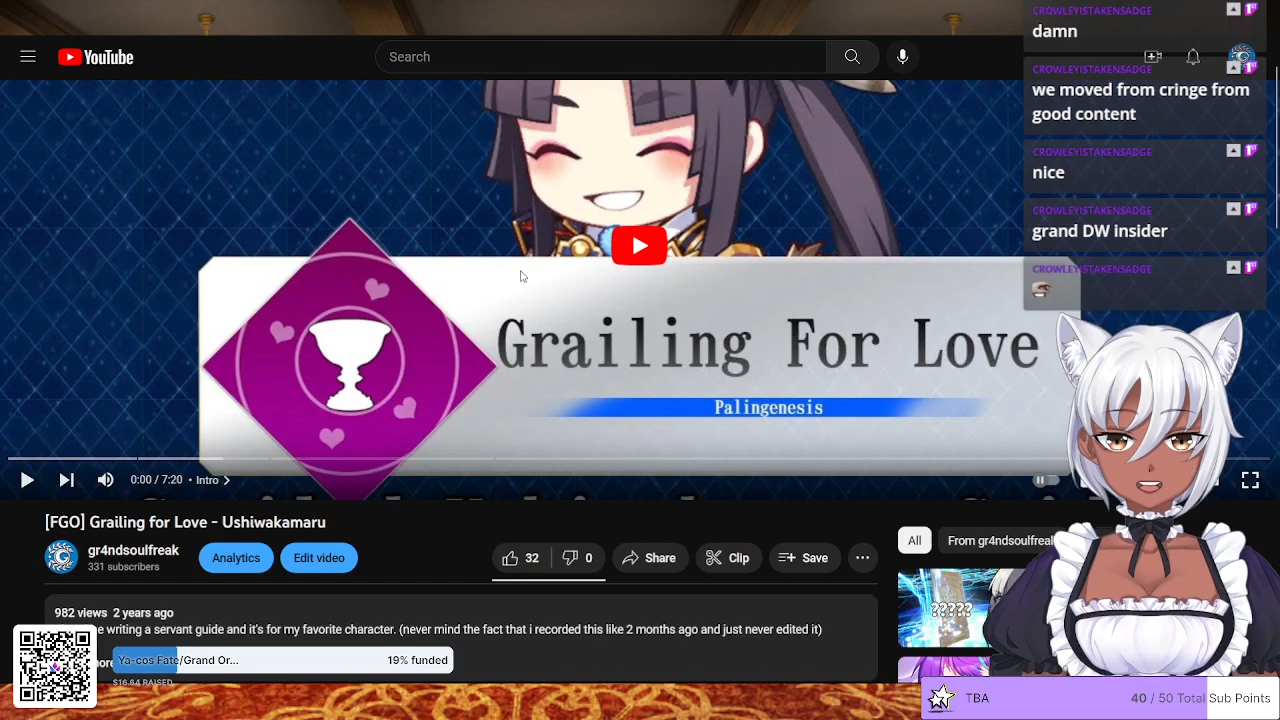 YouTube
Search
CROWLEYISTAKENSADGE
damn
CROWLEYISTAKENSADGE
we moved from cringe from
good content
CROWLEYISTAKENSADGE
nice
CROWLEYISTAKENSADGE
grand DW insider
CROWLEYISTAKENSADGE
Grailing For Love
Palingenesis
0:00 / 7:20 • Intro
[FGO] Grailing for Love - Ushiwakamaru
gr4ndsoulfreak
331 subscribers
Analytics
Edit video
32
0
Share
Clip
Save
All
From gr4ndsoulfreak
?????
982 views 2 years ago
e writing a servant guide and it's for my favorite character. (never mind the fact that i recorded this like 2 months ago and just never edited it)
Ya-cos Fate/Grand Or...
19% funded
$16.64 RAISED
TBA
40 / 50 Total Sub Points